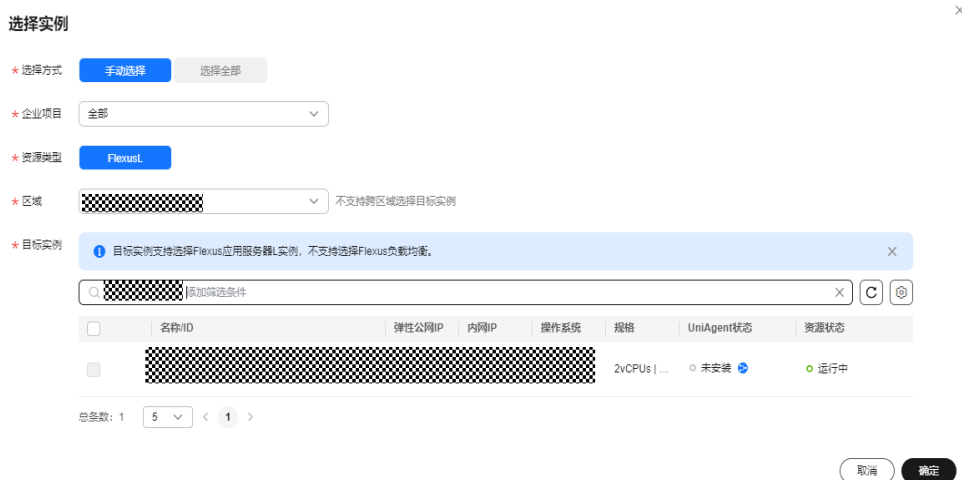 选择实例
* 选择方式 手动选择 选择全部
* 企业项目 全部
* 资源类型 FlexusL
* 区域 不支持跨区域选择目标实例
* 目标实例 目标实例支持选择Flexus应用服务器L实例，不支持选择Flexus负载均衡。
添加筛选条件
名称/ID 弹性公网IP 内网IP 操作系统 规格 UniAgent状态 资源状态
2vCPUs | ... 未安装 运行中
总条数：1 5 < 1 >
取消 确定